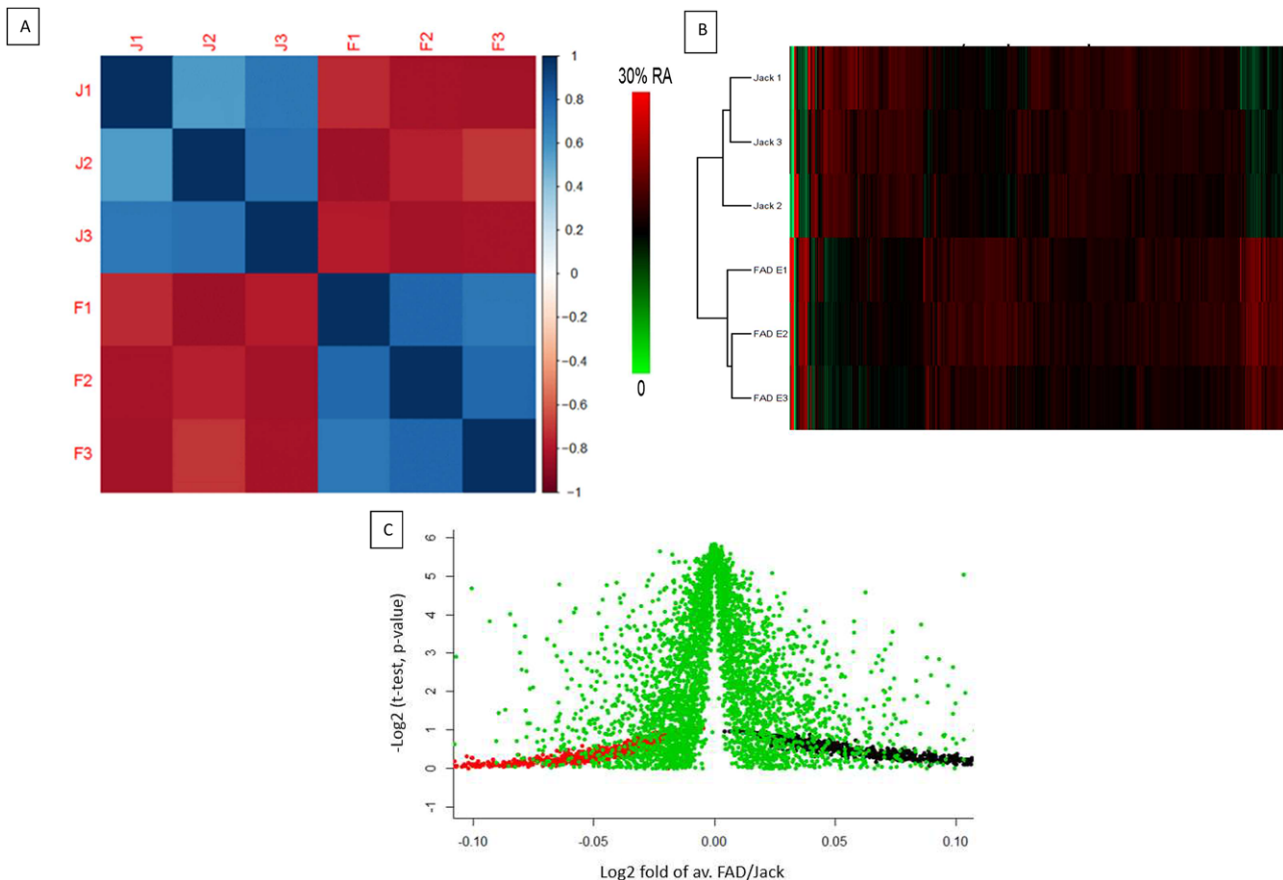 A
J1 J2 J3 F1 F2 F3
J1
J2
J3
F1
F2
F3
1
0.8
0.6
0.4
0.2
0
−0.2
−0.4
−0.6
−0.8
−1
B
30% RA
0
Jack 1
Jack 3
Jack 2
FAD E1
FAD E2
FAD E3
C
-Log2 (t-test, p-value)
6
5
4
3
2
1
0
-1
-0.10 -0.05 0.00 0.05 0.10
Log2 fold of av. FAD/Jack